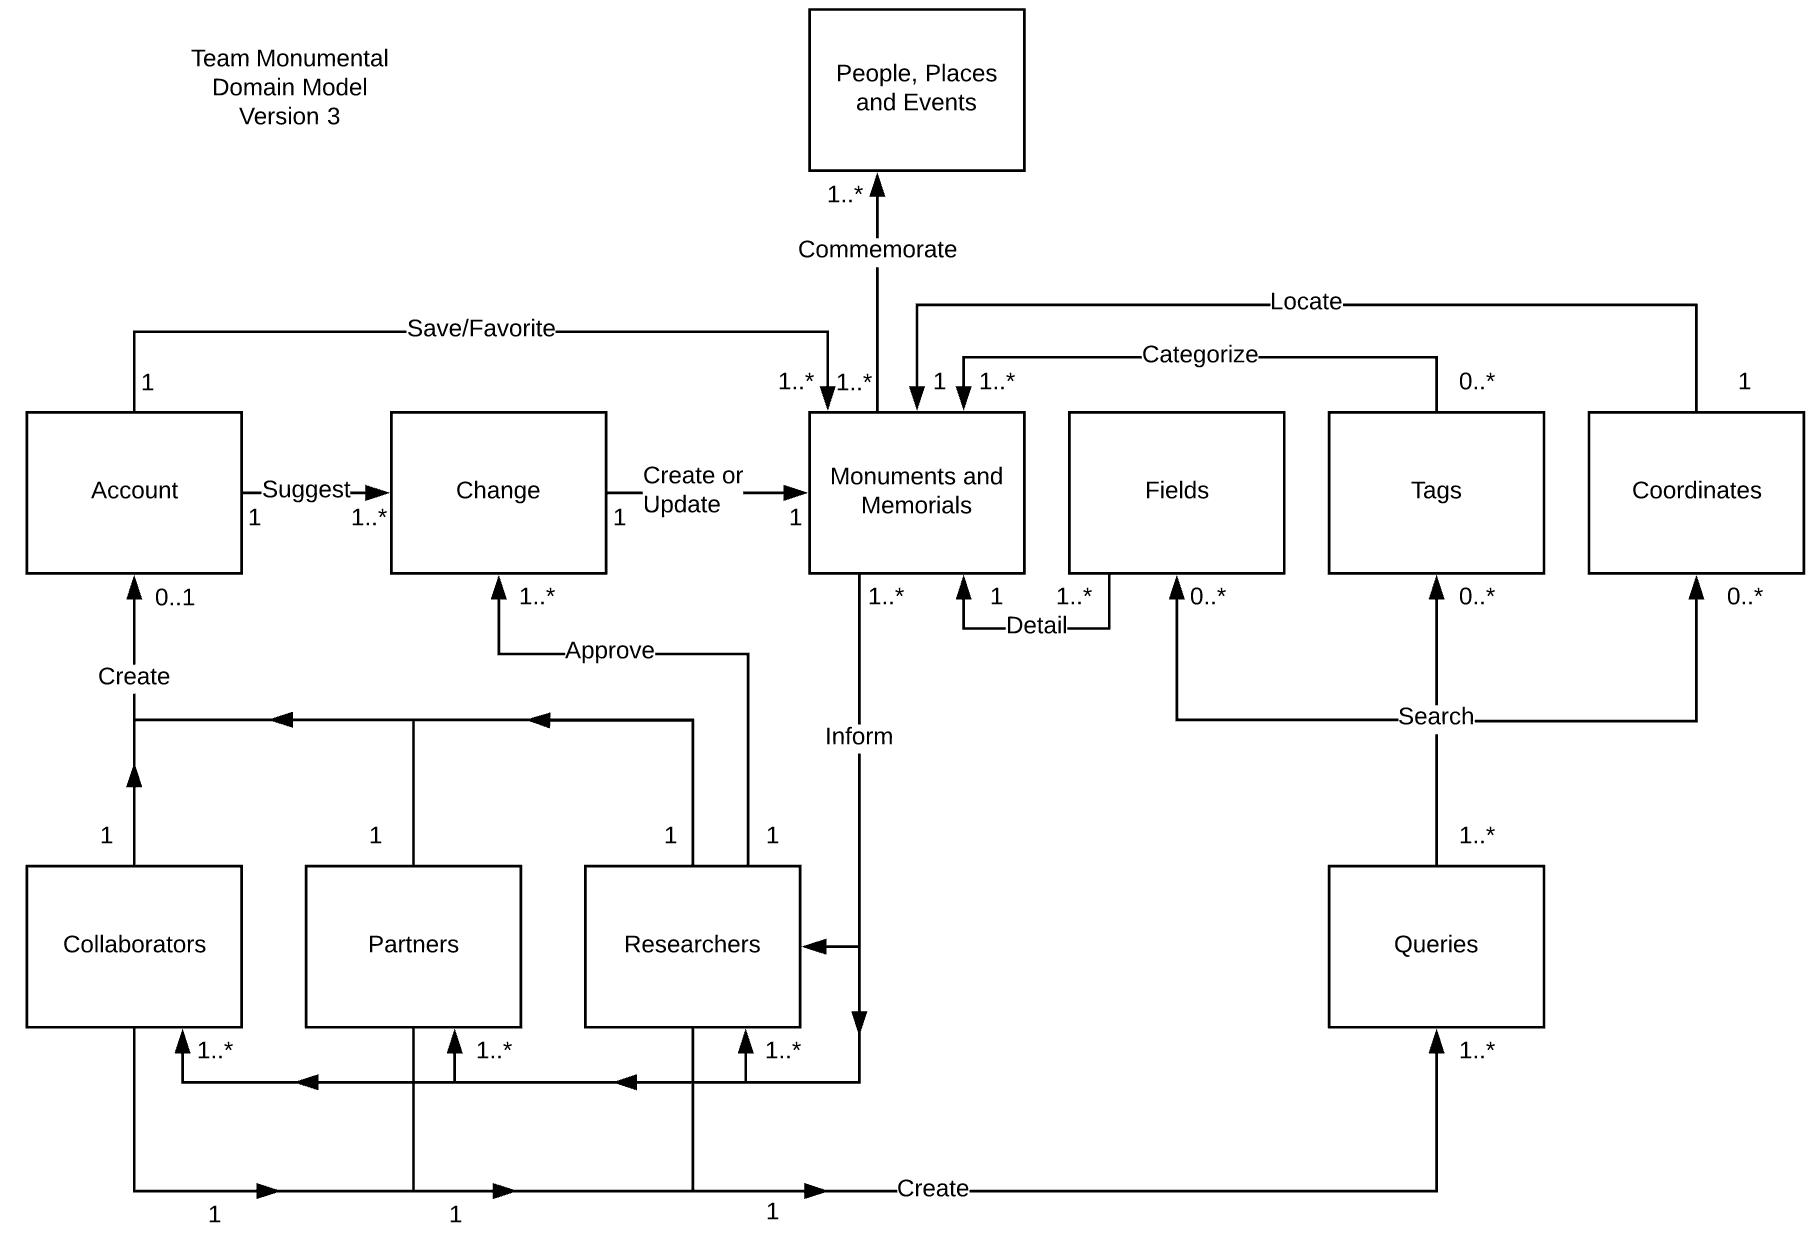 Team Monumental
Domain Model
Version 3
People, Places
and Events
1..*
Commemorate
Locate
Save/Favorite
Categorize
1
1..*
1..*
1
1..*
0..*
1
Account
Suggest
1
1..*
Change
Create or
Update
1
1
Monuments and
Memorials
Fields
Tags
Coordinates
0..1
1..*
1..*
1
1..*
0..*
0..*
0..*
Detail
Approve
Create
Search
Inform
1
1
1
1
1..*
Collaborators
Partners
Researchers
Queries
1..*
1..*
1..*
1..*
Create
1
1
1